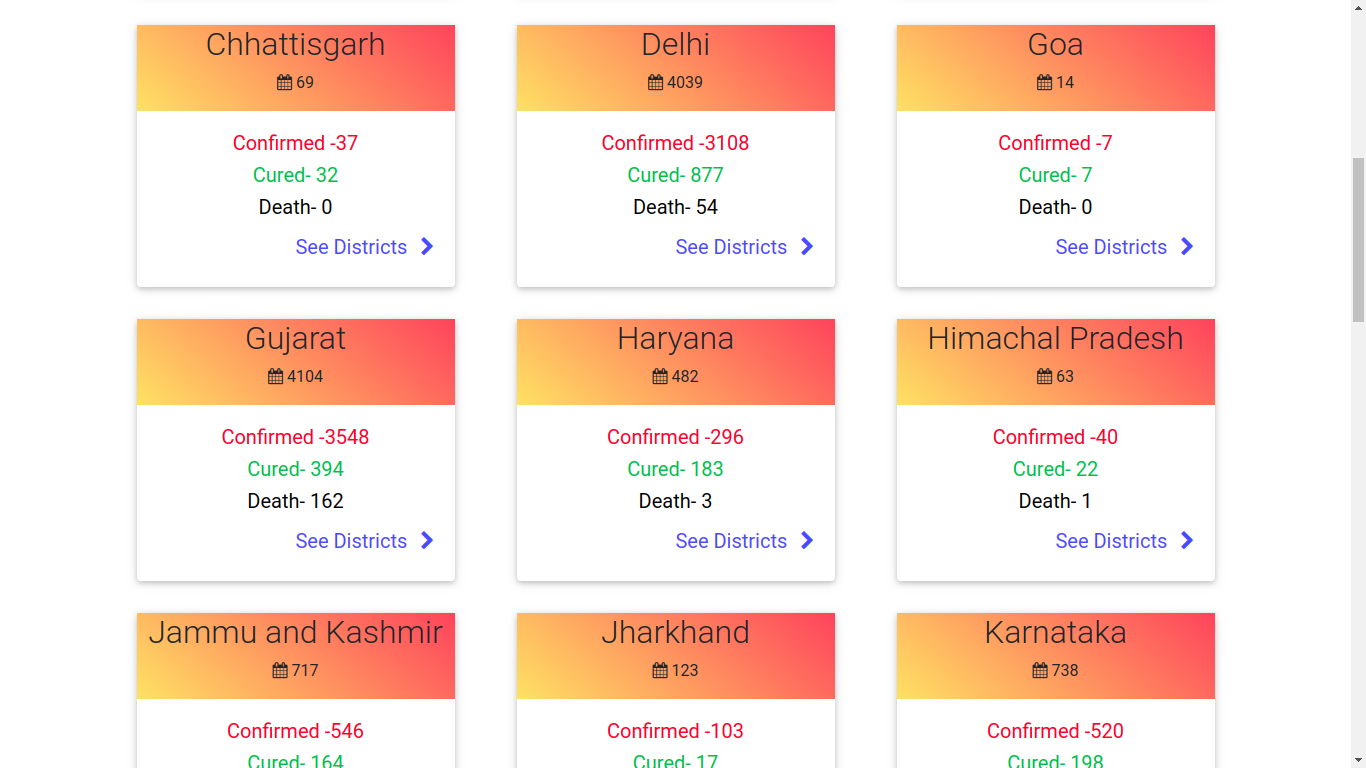 Chhattisgarh
69
Confirmed -37
Cured- 32
Death- 0
See Districts
Delhi
4039
Confirmed -3108
Cured- 877
Death- 54
See Districts
Goa
14
Confirmed -7
Cured- 7
Death- 0
See Districts
Gujarat
4104
Confirmed -3548
Cured- 394
Death- 162
See Districts
Haryana
482
Confirmed -296
Cured- 183
Death- 3
See Districts
Himachal Pradesh
63
Confirmed -40
Cured- 22
Death- 1
See Districts
Jammu and Kashmir
717
Confirmed -546
Cured- 164
Jharkhand
123
Confirmed -103
Cured- 17
Karnataka
738
Confirmed -520
Cured- 198